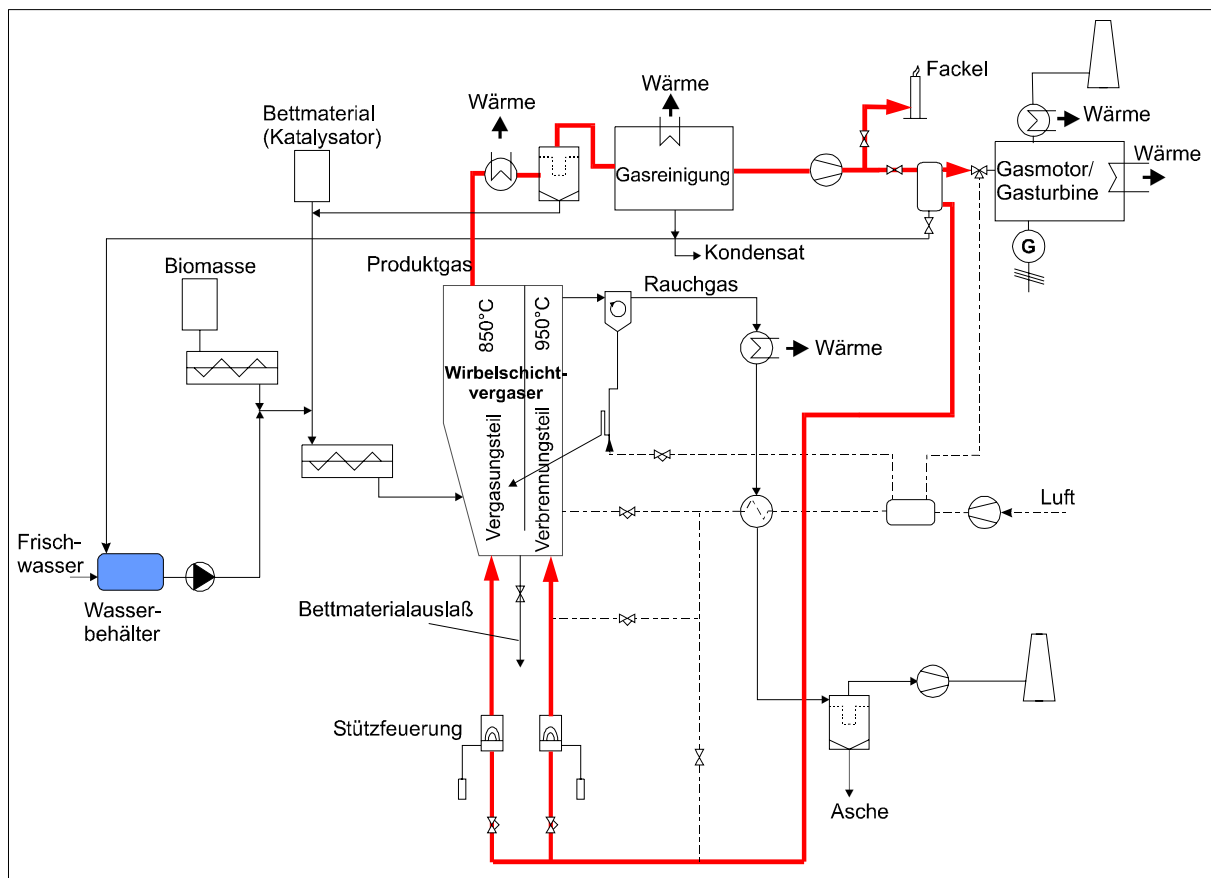 Fackel
Wärme
Wärme
Bettmaterial
(Katalysator)
Wärme
Wärme
Gasreinigung
Gasmotor/
Gasturbine
G
Kondensat
Produktgas
Biomasse
Rauchgas
850°C
950°C
Wärme
Wirbelschicht-
vergaser
Vergasungsteil
Verbrennungsteil
Luft
Frisch-
wasser
Wasser-
behälter
Bettmaterialauslaß
Stützfeuerung
Asche